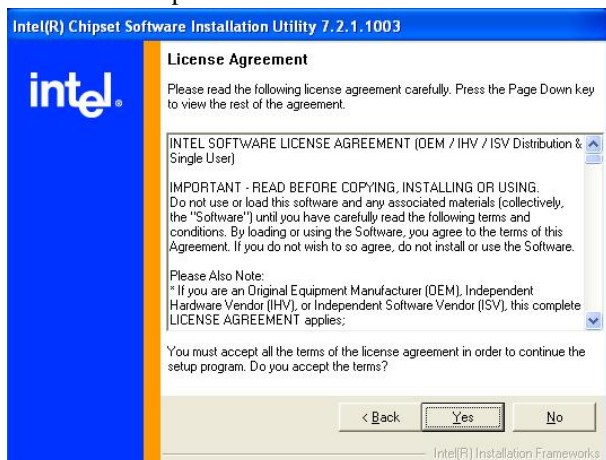 Intel(R) Chipset Software Installation Utility 7.2.1.1003
intel®
License Agreement
Please read the following license agreement carefully. Press the Page Down key
to view the rest of the agreement.
INTEL SOFTWARE LICENSE AGREEMENT (OEM / IHV / ISV Distribution &
Single User)
IMPORTANT - READ BEFORE COPYING, INSTALLING OR USING.
Do not use or load this software and any associated materials (collectively,
the "Software") until you have carefully read the following terms and
conditions. By loading or using the Software, you agree to the terms of this
Agreement. If you do not wish to so agree, do not install or use the Software.
Please Also Note:
* If you are an Original Equipment Manufacturer (OEM), Independent
Hardware Vendor (IHV), or Independent Software Vendor (ISV), this complete
LICENSE AGREEMENT applies;
You must accept all the terms of the license agreement in order to continue the
setup program. Do you accept the terms?
< Back
Yes
No
Intel(R) Installation Frameworks